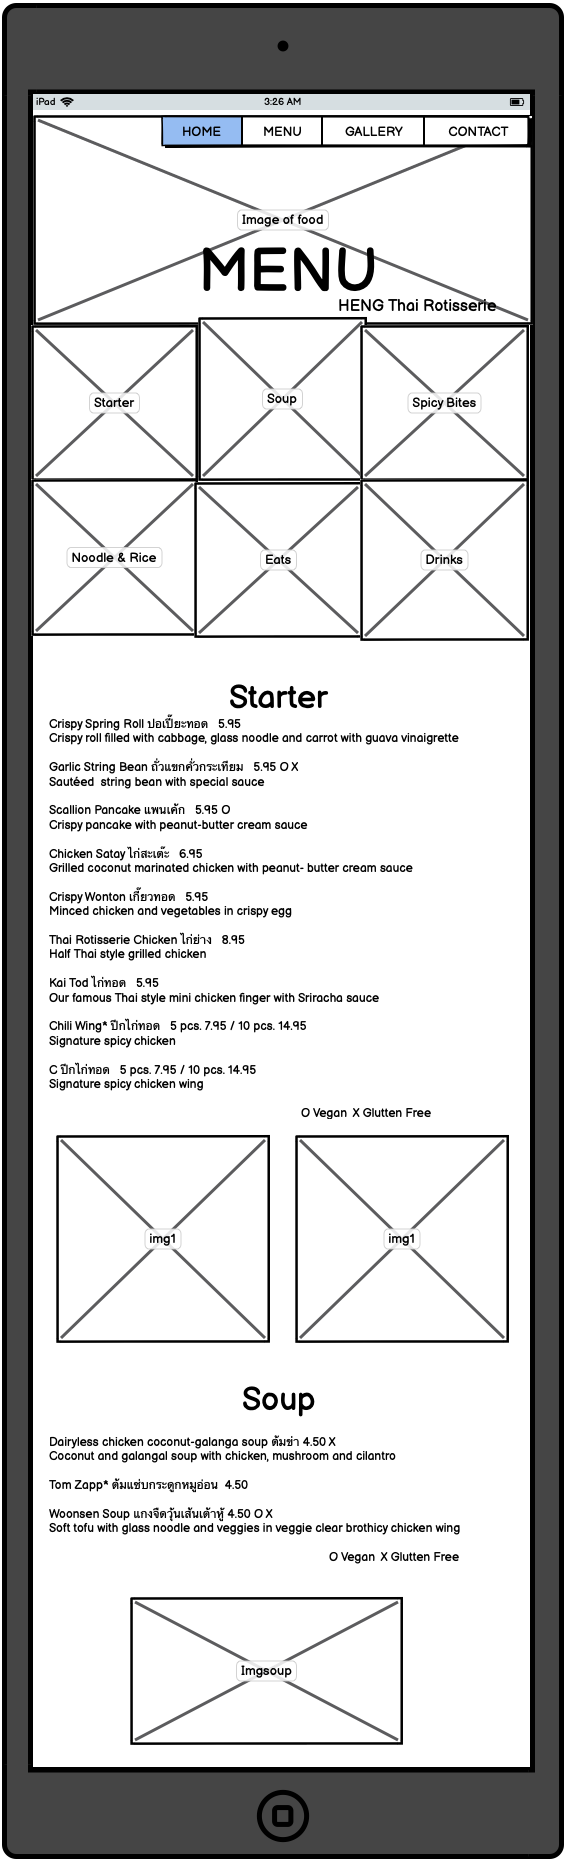 iPad 3:26 AM
HOME MENU GALLERY CONTACT
Image of food
MENU
HENG Thai Rotisserie
Starter Soup Spicy Bites
Noodle & Rice Eats Drinks
Starter
Crispy Spring Roll ปอเปี๊ยะทอด 5.95
Crispy roll filled with cabbage, glass noodle and carrot with guava vinaigrette
Garlic String Bean ถั่วแขกคั่วกระเทียม 5.95 O X
Sautéed string bean with special sauce
Scallion Pancake แพนเค้ก 5.95 O
Crispy pancake with peanut-butter cream sauce
Chicken Satay ไก่สะเต๊ะ 6.95
Grilled coconut marinated chicken with peanut- butter cream sauce
Crispy Wonton เกี๊ยวทอด 5.95
Minced chicken and vegetables in crispy egg
Thai Rotisserie Chicken ไก่ย่าง 8.95
Half Thai style grilled chicken
Kai Tod ไก่ทอด 5.95
Our famous Thai style mini chicken finger with Sriracha sauce
Chili Wing* ปีกไก่ทอด 5 pcs. 7.95 / 10 pcs. 14.95
Signature spicy chicken
C ปีกไก่ทอด 5 pcs. 7.95 / 10 pcs. 14.95
Signature spicy chicken wing
O Vegan X Glutten Free
img1 img1
Soup
Dairyless chicken coconut-galanga soup ต้มข่า 4.50 X
Coconut and galangal soup with chicken, mushroom and cilantro
Tom Zapp* ต้มแซ่บกระดูกหมูอ่อน 4.50
Woonsen Soup แกงจืดวุ้นเส้นเต้าหู้ 4.50 O X
Soft tofu with glass noodle and veggies in veggie clear brothicy chicken wing
O Vegan X Glutten Free
Imgsoup